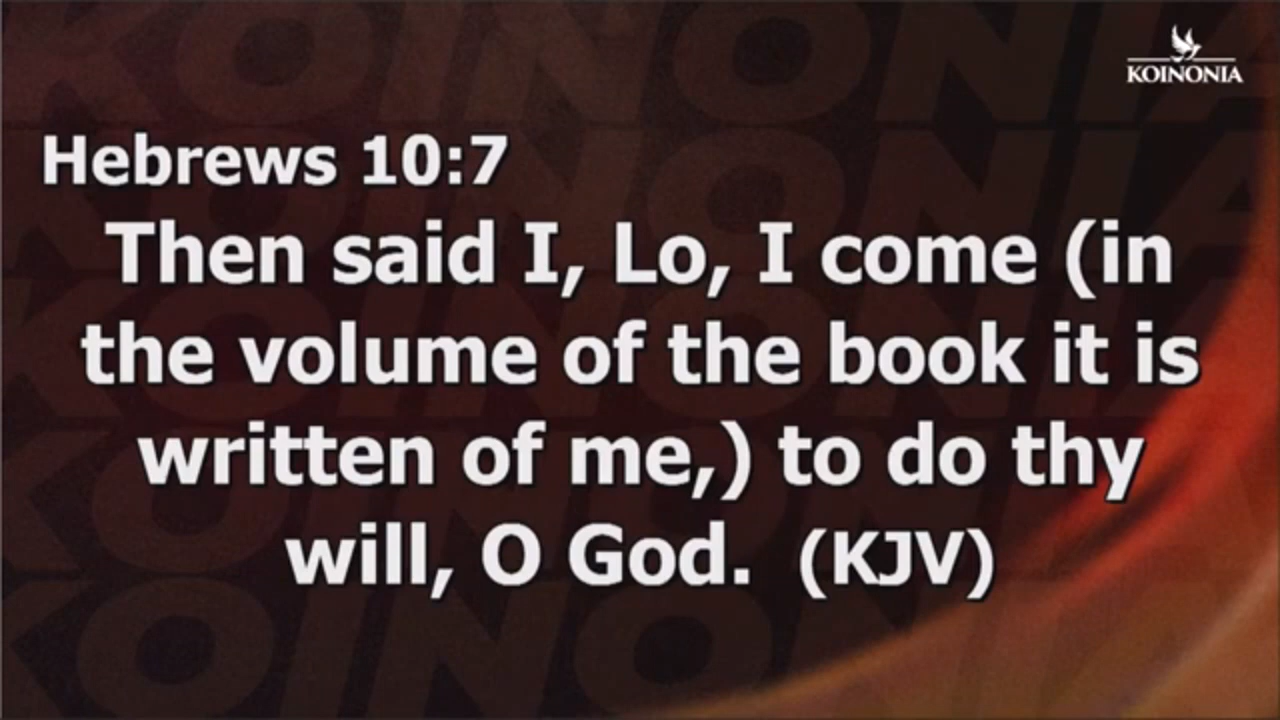 KOINONIA
Hebrews 10:7
Then said I, Lo, I come (in
the volume of the book it is
written of me,) to do thy
will, O God. (KJV)